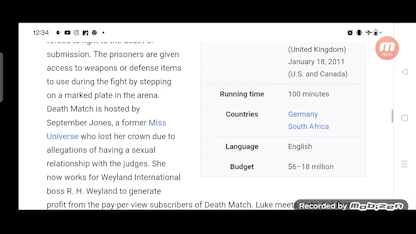 12:34
forced to fight to the death or
submission. The prisoners are given
access to weapons or defense items
to use during the fight by stepping
on a marked plate in the arena.
Death Match is hosted by
September Jones, a former Miss
Universe who lost her crown due to
allegations of having a sexual
relationship with the judges. She
now works for Weyland International
boss R. H. Weyland to generate
profit from the pay-per-view subscribers of Death Match. Luke meet
(United Kingdom)
January 18, 2011
(U.S. and Canada)
Running time 100 minutes
Countries Germany
South Africa
Language English
Budget $6–18 million
Recorded by Mobizen